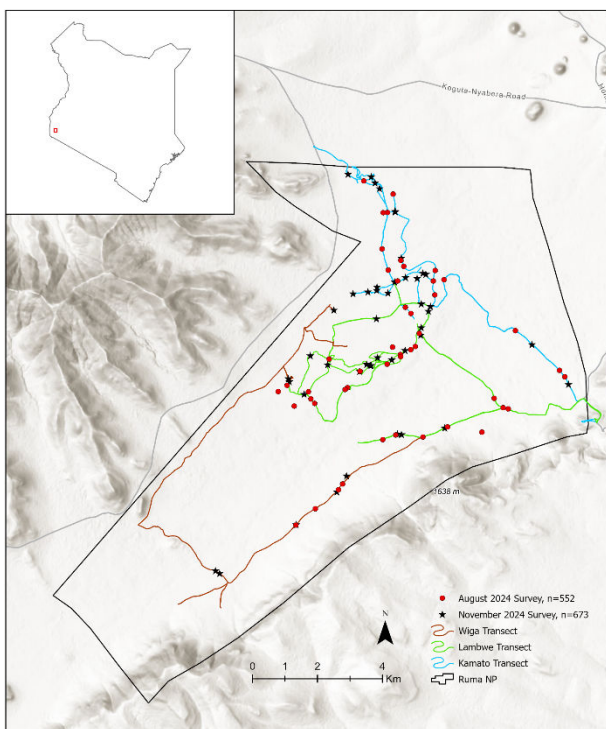 Kogula-Nyabera-Road
638 m
August 2024 Survey, n=552
November 2024 Survey, n=673
N
Wiga Transect
Lambwe Transect
Kamato Transect
0 1 2 4
Km
Ruma NP